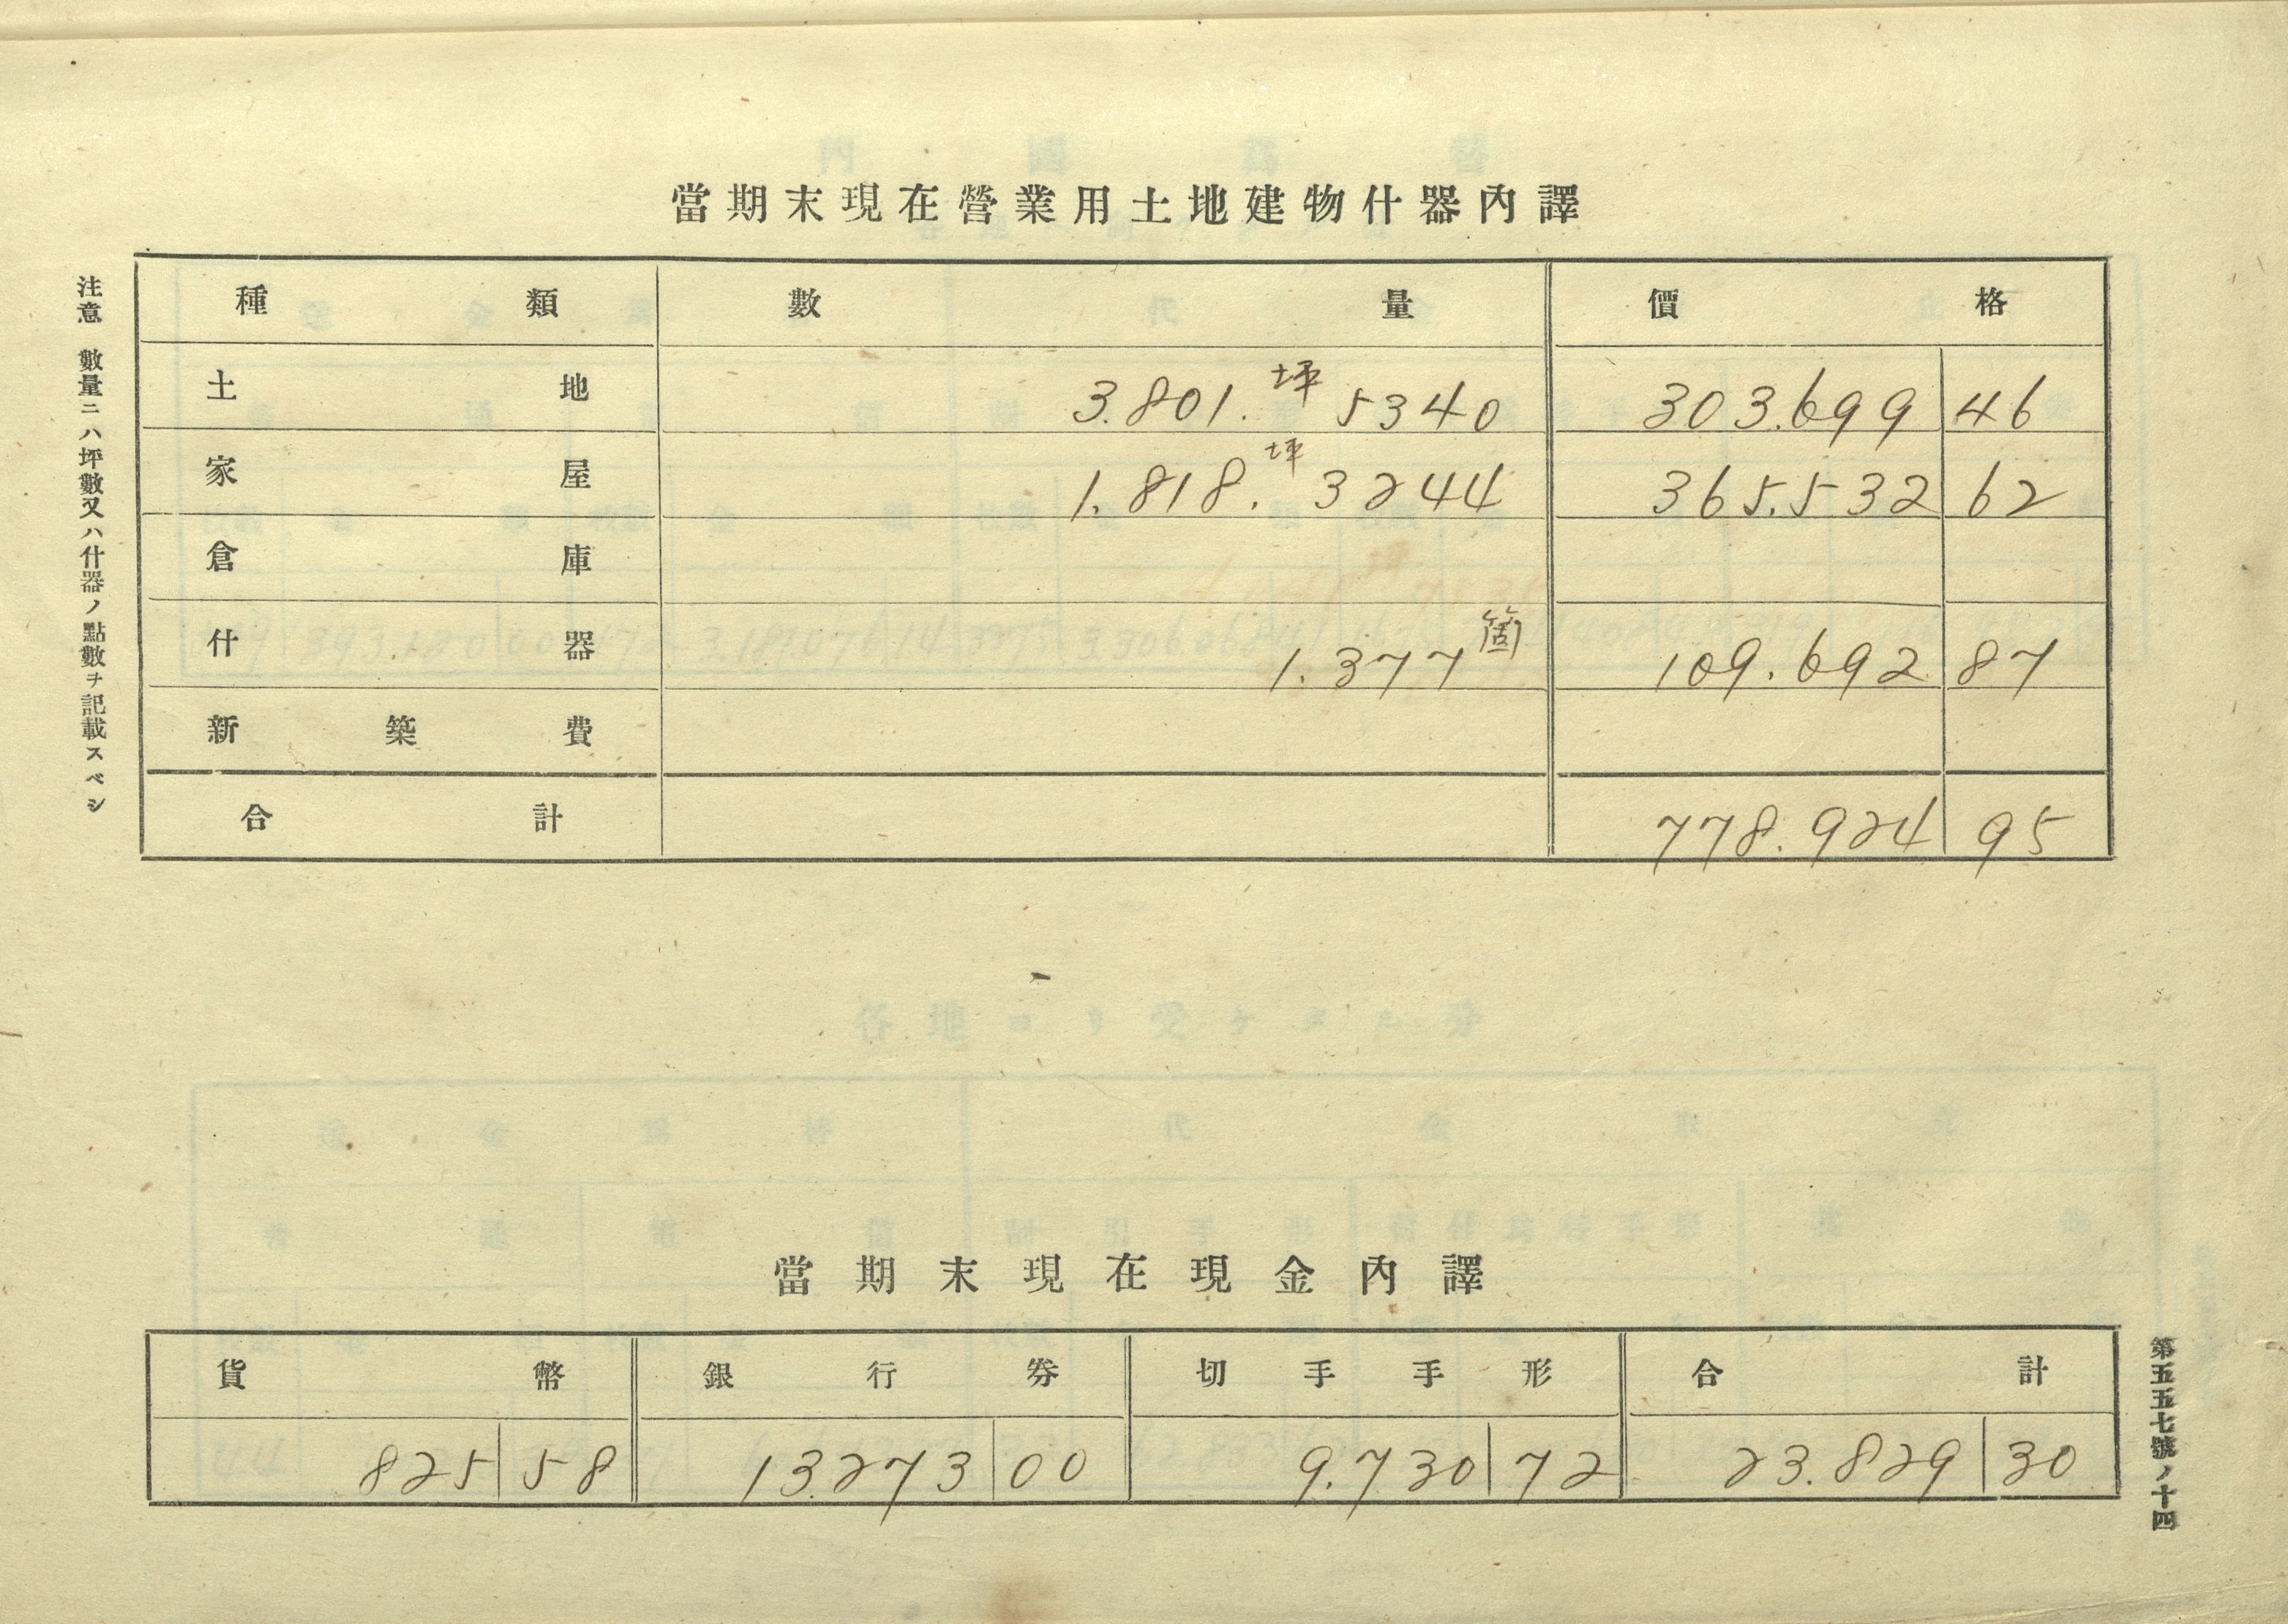 當期末現在營業用土地建物什器內譯
種類 數量 價格
土地 3.801.坪5340 303.699 46
家屋 1.818.坪3244 365.532 62
倉庫
什器 1.377箇 109.692 87
新築費
合計 778.924 95
注意 數量ニハ坪數又ハ什器ノ點數ヲ記載スベシ
當期末現在現金內譯
貨幣 銀行券 切手手形 合計
825 58 13.273 00 9.730 72 23.829 30
第五五七號ノ十四